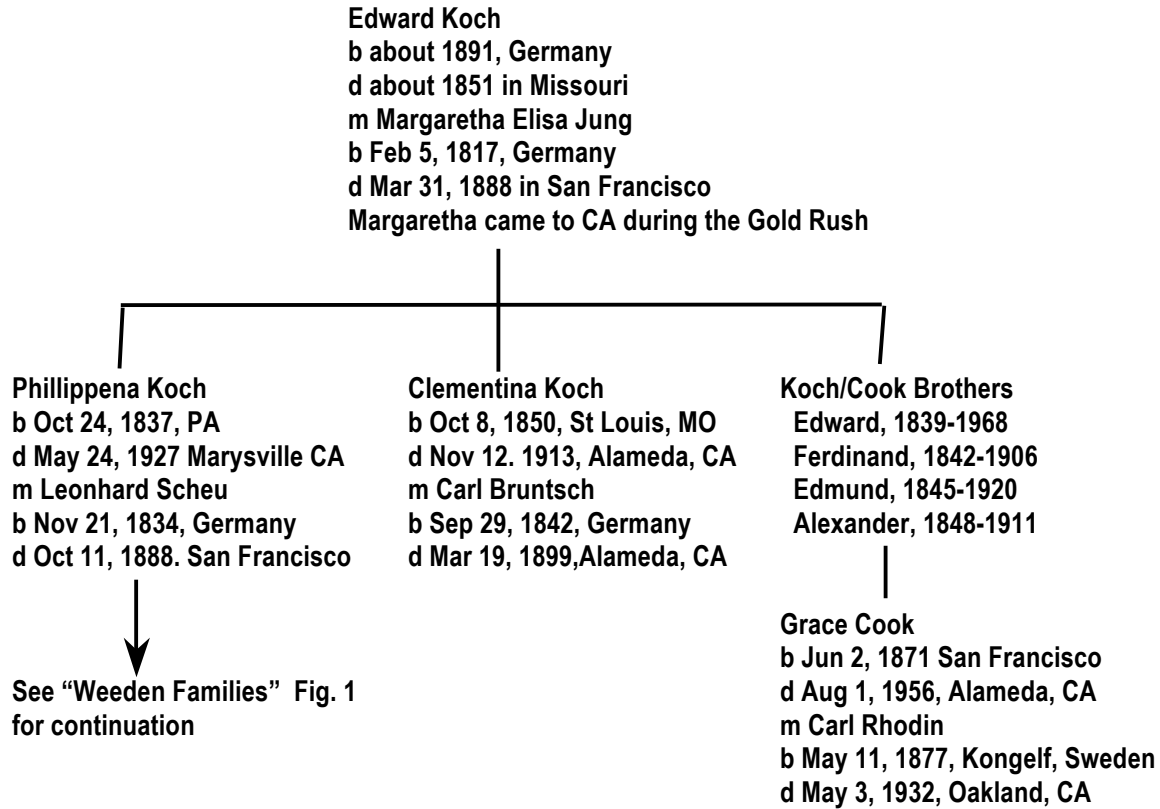 Edward Koch
b about 1891, Germany
d about 1851 in Missouri
m Margaretha Elisa Jung
b Feb 5, 1817, Germany
d Mar 31, 1888 in San Francisco
Margaretha came to CA during the Gold Rush
Phillippena Koch
b Oct 24, 1837, PA
d May 24, 1927 Marysville CA
m Leonhard Scheu
b Nov 21, 1834, Germany
d Oct 11, 1888. San Francisco
See “Weeden Families” Fig. 1
for continuation
Clementina Koch
b Oct 8, 1850, St Louis, MO
d Nov 12. 1913, Alameda, CA
m Carl Bruntsch
b Sep 29, 1842, Germany
d Mar 19, 1899,Alameda, CA
Koch/Cook Brothers
Edward, 1839-1968
Ferdinand, 1842-1906
Edmund, 1845-1920
Alexander, 1848-1911
Grace Cook
b Jun 2, 1871 San Francisco
d Aug 1, 1956, Alameda, CA
m Carl Rhodin
b May 11, 1877, Kongelf, Sweden
d May 3, 1932, Oakland, CA